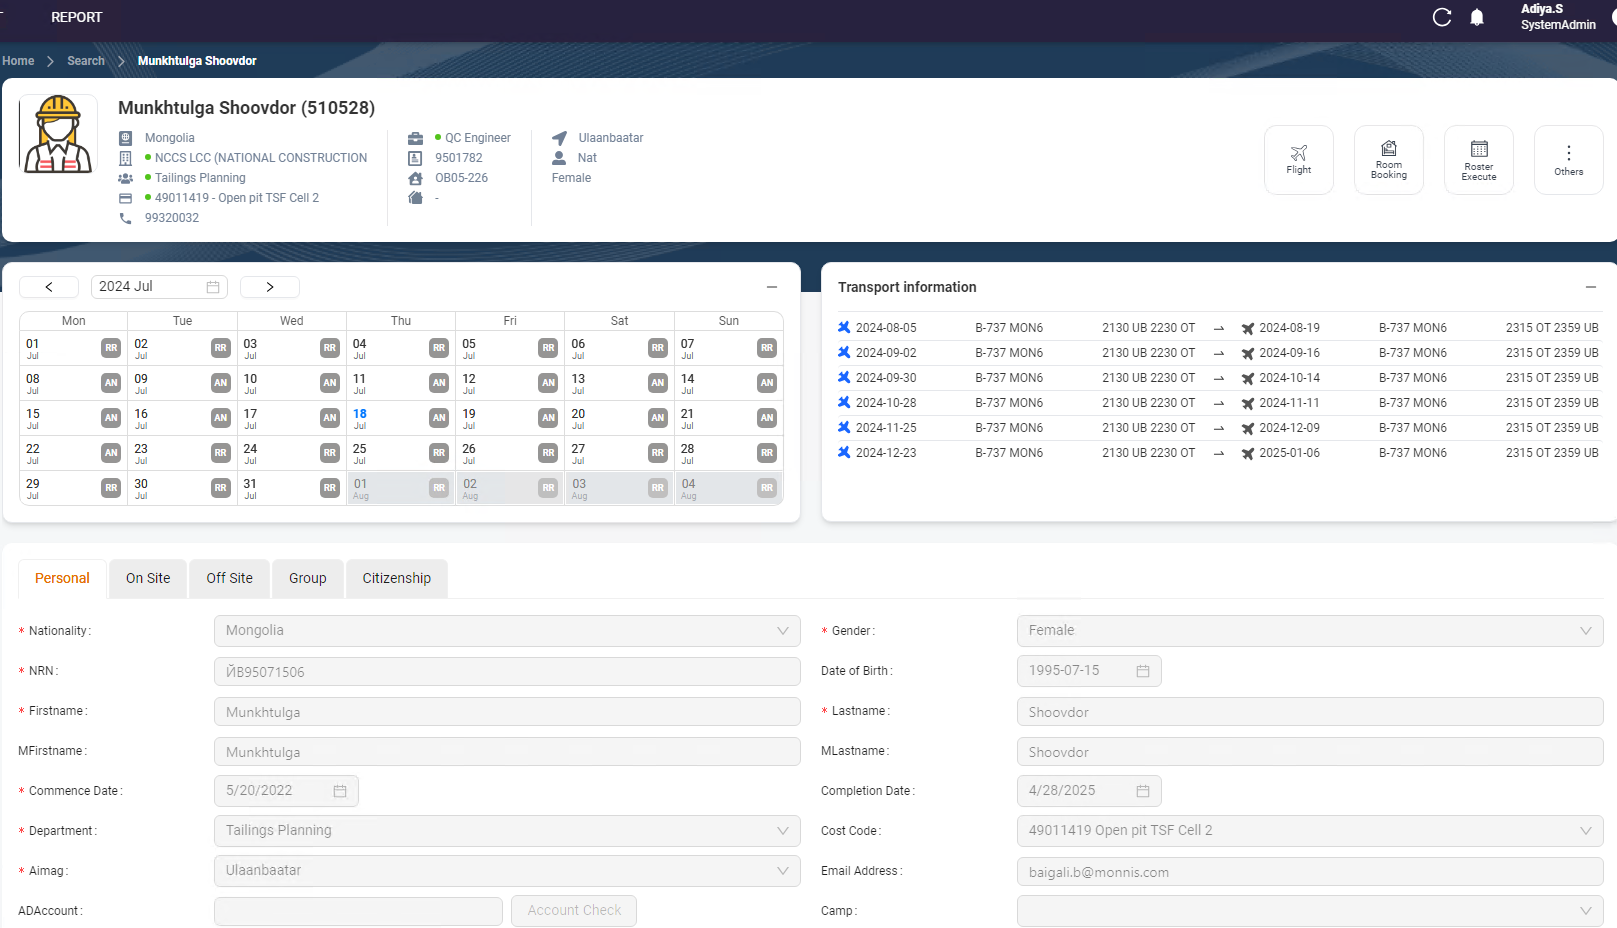 REPORT
Adiya.S
SystemAdmin
Home > Search > Munkhtulga Shoovdor
Munkhtulga Shoovdor (510528)
Mongolia
NCCS LCC (NATIONAL CONSTRUCTION
Tailings Planning
49011419 - Open pit TSF Cell 2
99320032
QC Engineer
9501782
OB05-226
-
Ulaanbaatar
Nat
Female
Flight
Room Booking
Roster Execute
Others
2024 Jul
Mon Tue Wed Thu Fri Sat Sun
01 Jul RR 02 Jul RR 03 Jul RR 04 Jul RR 05 Jul RR 06 Jul RR 07 Jul RR
08 Jul AN 09 Jul AN 10 Jul AN 11 Jul AN 12 Jul AN 13 Jul AN 14 Jul AN
15 Jul AN 16 Jul AN 17 Jul AN 18 Jul AN 19 Jul AN 20 Jul AN 21 Jul AN
22 Jul AN 23 Jul RR 24 Jul RR 25 Jul RR 26 Jul RR 27 Jul RR 28 Jul RR
29 Jul RR 30 Jul RR 31 Jul RR 01 Aug RR 02 Aug RR 03 Aug RR 04 Aug RR
Transport information
2024-08-05 B-737 MON6 2130 UB 2230 OT → 2024-08-19 B-737 MON6 2315 OT 2359 UB
2024-09-02 B-737 MON6 2130 UB 2230 OT → 2024-09-16 B-737 MON6 2315 OT 2359 UB
2024-09-30 B-737 MON6 2130 UB 2230 OT → 2024-10-14 B-737 MON6 2315 OT 2359 UB
2024-10-28 B-737 MON6 2130 UB 2230 OT → 2024-11-11 B-737 MON6 2315 OT 2359 UB
2024-11-25 B-737 MON6 2130 UB 2230 OT → 2024-12-09 B-737 MON6 2315 OT 2359 UB
2024-12-23 B-737 MON6 2130 UB 2230 OT → 2025-01-06 B-737 MON6 2315 OT 2359 UB
Personal On Site Off Site Group Citizenship
* Nationality: Mongolia * Gender: Female
* NRN: ЙВ95071506 Date of Birth: 1995-07-15
* Firstname: Munkhtulga * Lastname: Shoovdor
MFirstname: Munkhtulga MLastname: Shoovdor
* Commence Date: 5/20/2022 Completion Date: 4/28/2025
* Department: Tailings Planning Cost Code: 49011419 Open pit TSF Cell 2
* Aimag: Ulaanbaatar Email Address: baigali.b@monnis.com
ADAccount: Account Check Camp: